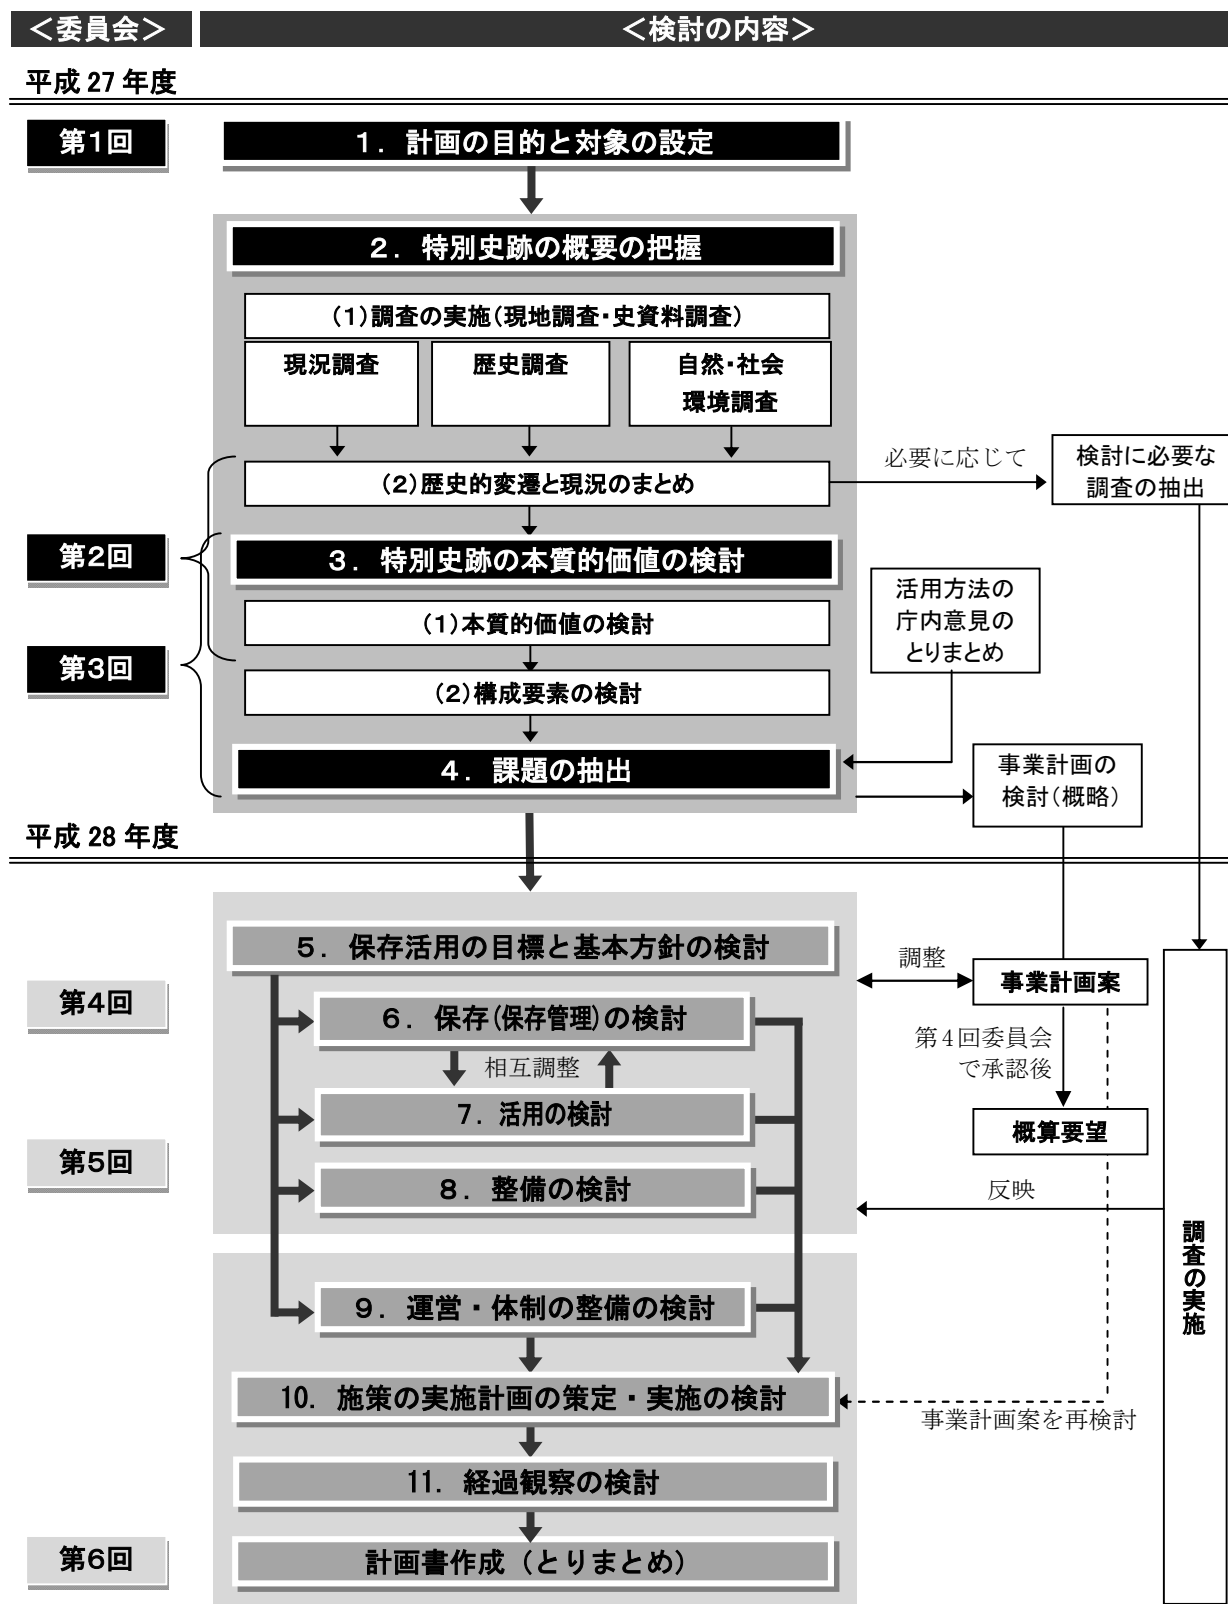 ＜委員会＞
＜検討の内容＞
平成 27 年度
第１回
１．計画の目的と対象の設定
２．特別史跡の概要の把握
（１）調査の実施（現地調査・史資料調査）
現況調査
歴史調査
自然・社会
環境調査
（２）歴史的変遷と現況のまとめ
必要に応じて
検討に必要な
調査の抽出
第２回
３．特別史跡の本質的価値の検討
（１）本質的価値の検討
活用方法の
庁内意見の
とりまとめ
第３回
（２）構成要素の検討
４．課題の抽出
事業計画の
検討（概略）
平成 28 年度
５．保存活用の目標と基本方針の検討
調整
事業計画案
第４回
６．保存（保存管理）の検討
第４回委員会
で承認後
相互調整
７．活用の検討
概算要望
第５回
８．整備の検討
反映
調査の実施
９．運営・体制の整備の検討
10．施策の実施計画の策定・実施の検討
事業計画案を再検討
11．経過観察の検討
第６回
計画書作成（とりまとめ）